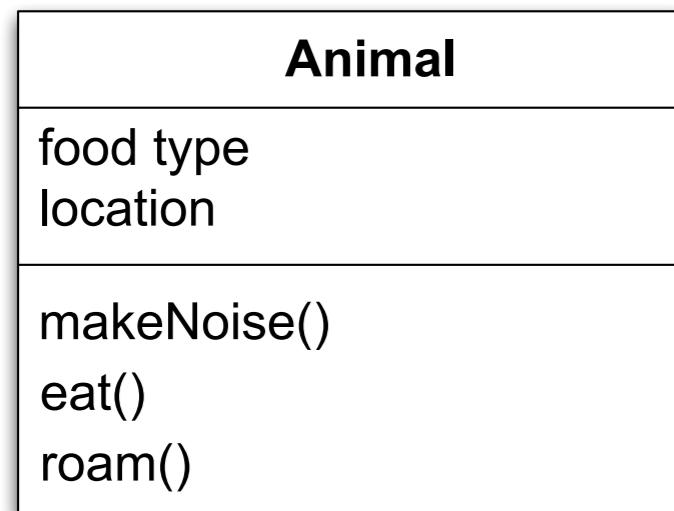 Animal
food type
location
makeNoise()
eat()
roam()